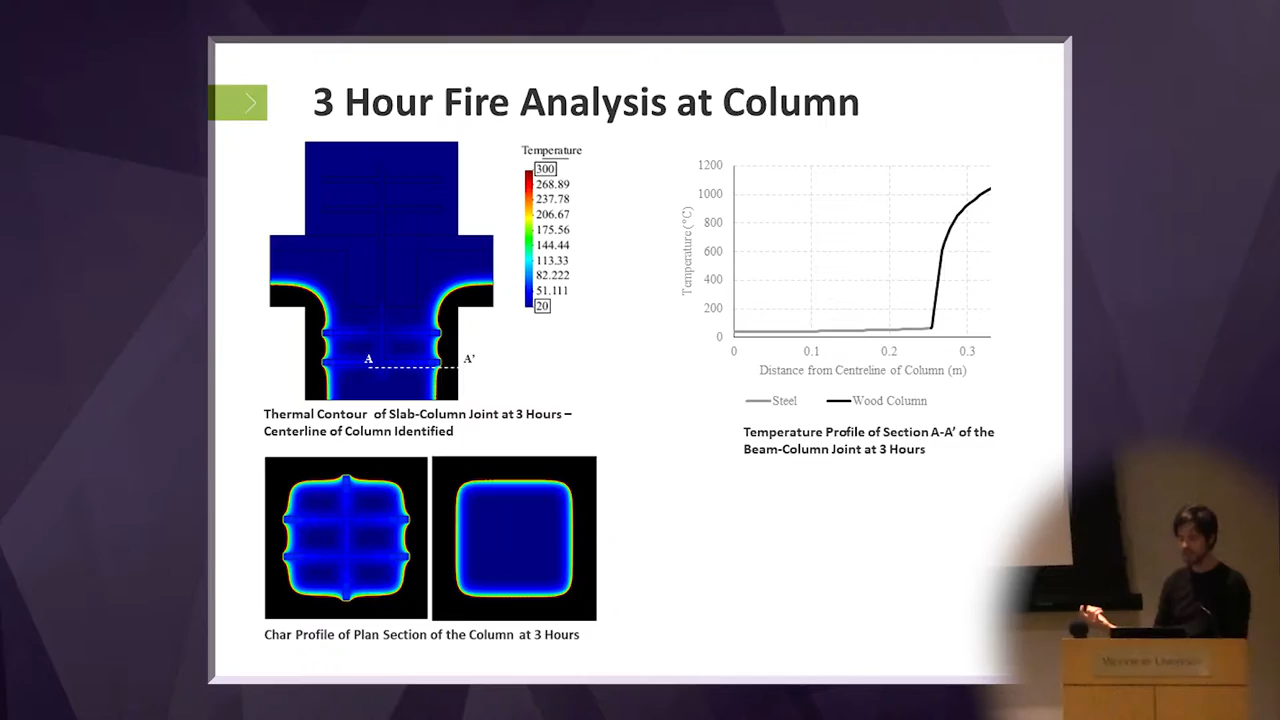 3 Hour Fire Analysis at Column
Temperature
300
268.89
237.78
206.67
175.56
144.44
113.33
82.222
51.111
20
A
A'
Thermal Contour of Slab-Column Joint at 3 Hours –
Centerline of Column Identified
Char Profile of Plan Section of the Column at 3 Hours
1200
1000
800
600
400
200
0
Temperature (°C)
0 0.1 0.2 0.3
Distance from Centreline of Column (m)
Steel Wood Column
Temperature Profile of Section A-A' of the
Beam-Column Joint at 3 Hours